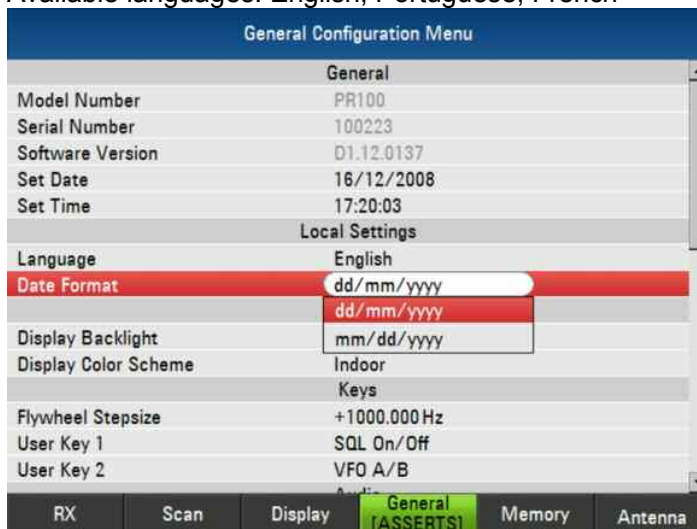 Available languages: English, Portuguese, French
General Configuration Menu
General
Model Number PR100
Serial Number 100223
Software Version D1.12.0137
Set Date 16/12/2008
Set Time 17:20:03
Local Settings
Language English
Date Format dd/mm/yyyy
dd/mm/yyyy
mm/dd/yyyy
Display Backlight
Display Color Scheme Indoor
Keys
Flywheel Stepsize +1000.000 Hz
User Key 1 SQL On/Off
User Key 2 VFO A/B
Audio
RX Scan Display General [ASSERTS] Memory Antenna